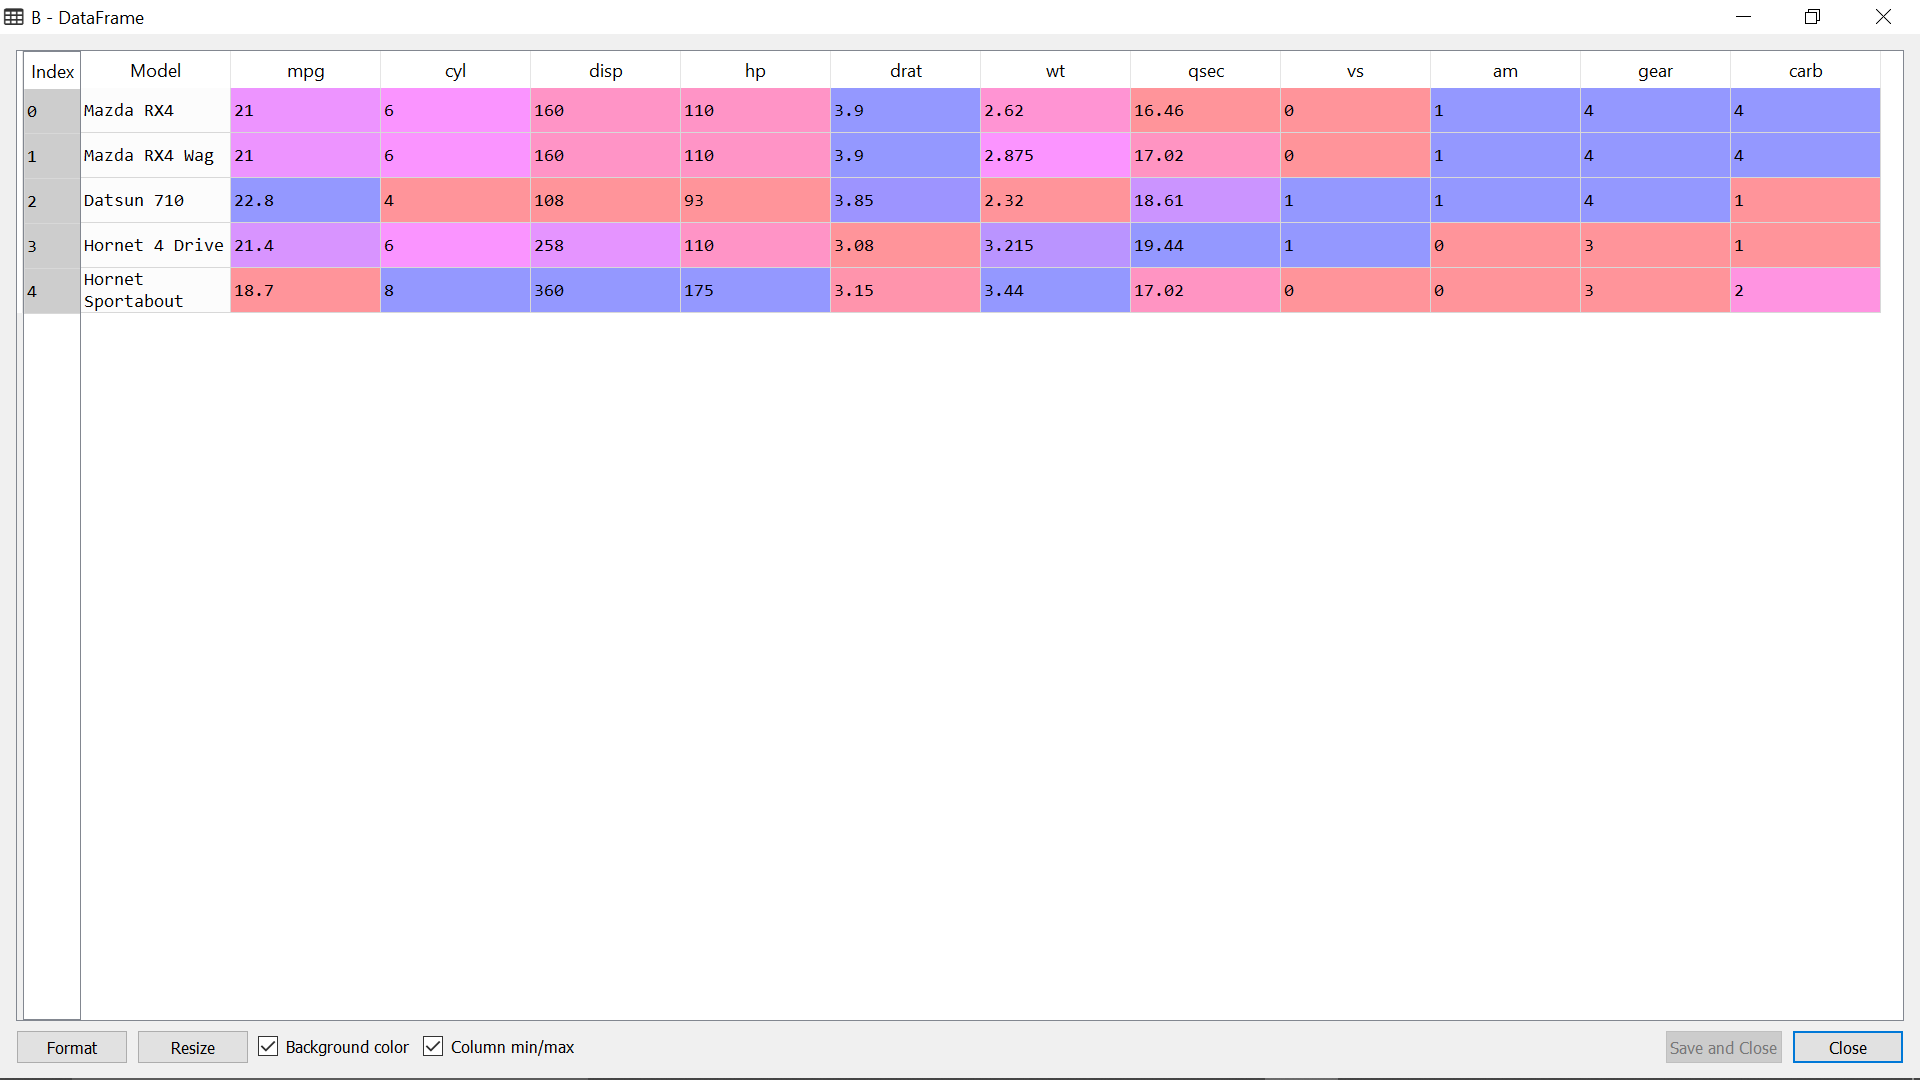 B - DataFrame
Index Model mpg cyl disp hp drat wt qsec vs am gear carb
0 Mazda RX4 21 6 160 110 3.9 2.62 16.46 0 1 4 4
1 Mazda RX4 Wag 21 6 160 110 3.9 2.875 17.02 0 1 4 4
2 Datsun 710 22.8 4 108 93 3.85 2.32 18.61 1 1 4 1
3 Hornet 4 Drive 21.4 6 258 110 3.08 3.215 19.44 1 0 3 1
4 Hornet Sportabout 18.7 8 360 175 3.15 3.44 17.02 0 0 3 2
Format Resize Background color Column min/max Save and Close Close